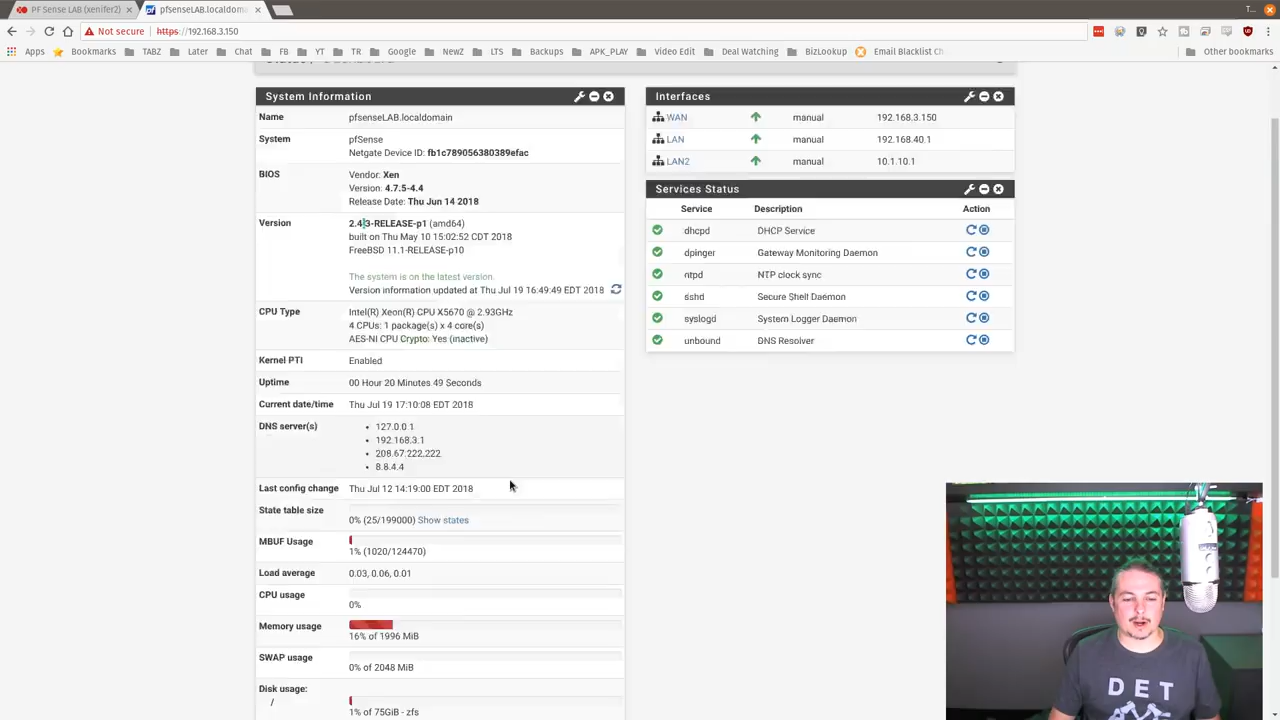 PF Sense LAB (xenifer2)
pfsenseLAB.localdoma
T...
Not secure
https://192.168.3.150
Apps
Bookmarks
TABZ
Later
Chat
FB
YT
TR
Google
NewZ
LTS
Backups
APK_PLAY
Video Edit
Deal Watching
BizLookup
Email Blacklist Ch
Other bookmarks
System Information
Name
pfsenseLAB.localdomain
System
pfSense
Netgate Device ID: fb1c789056380389efac
BIOS
Vendor: Xen
Version: 4.7.5-4.4
Release Date: Thu Jun 14 2018
Version
2.4.3-RELEASE-p1 (amd64)
built on Thu May 10 15:02:52 CDT 2018
FreeBSD 11.1-RELEASE-p10
The system is on the latest version.
Version information updated at Thu Jul 19 16:49:49 EDT 2018
CPU Type
Intel(R) Xeon(R) CPU X5670 @ 2.93GHz
4 CPUs: 1 package(s) x 4 core(s)
AES-NI CPU Crypto: Yes (inactive)
Kernel PTI
Enabled
Uptime
00 Hour 20 Minutes 49 Seconds
Current date/time
Thu Jul 19 17:10:08 EDT 2018
DNS server(s)
127.0.0.1
192.168.3.1
208.67.222.222
8.8.4.4
Last config change
Thu Jul 12 14:19:00 EDT 2018
State table size
0% (25/199000) Show states
MBUF Usage
1% (1020/124470)
Load average
0.03, 0.06, 0.01
CPU usage
0%
Memory usage
16% of 1996 MiB
SWAP usage
0% of 2048 MiB
Disk usage:
/
1% of 75GiB - zfs
Interfaces
WAN
manual
192.168.3.150
LAN
manual
192.168.40.1
LAN2
manual
10.1.10.1
Services Status
Service
Description
Action
dhcpd
DHCP Service
dpinger
Gateway Monitoring Daemon
ntpd
NTP clock sync
sshd
Secure Shell Daemon
syslogd
System Logger Daemon
unbound
DNS Resolver
DET